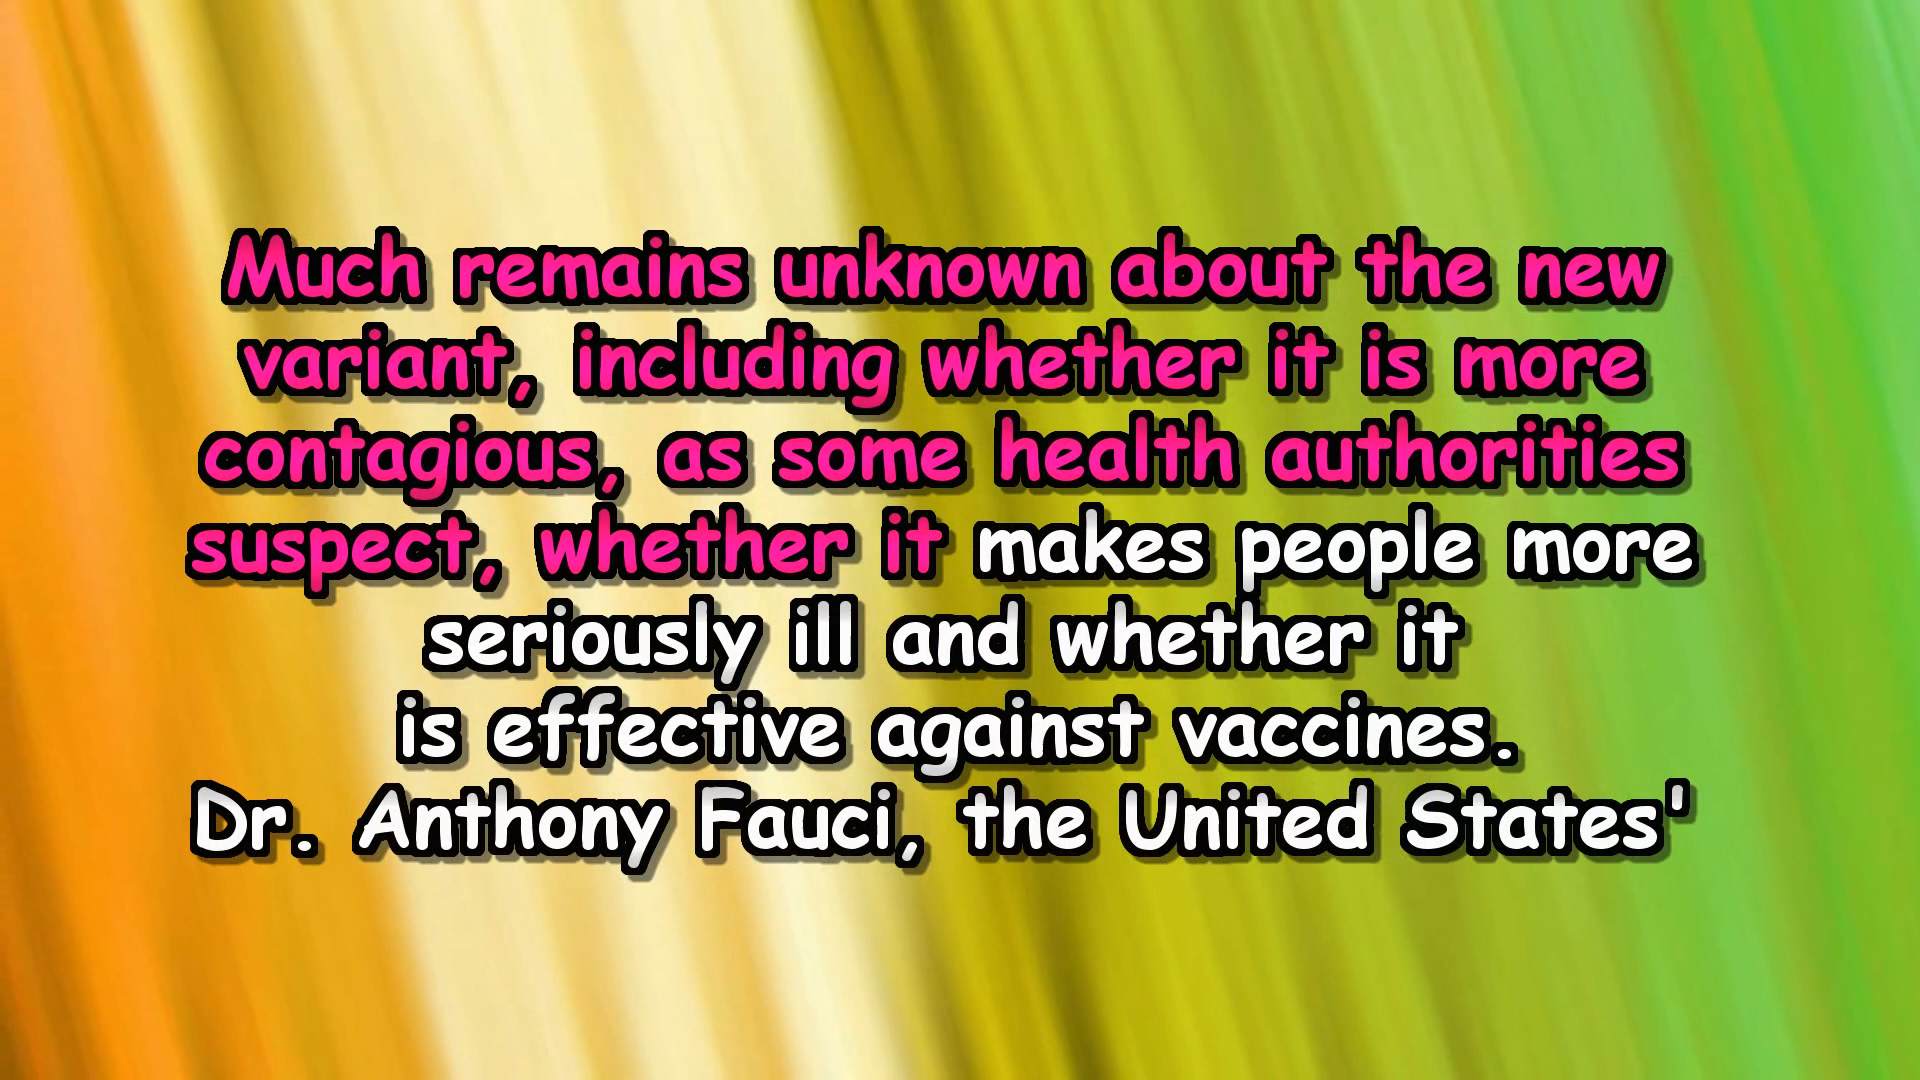 Much remains unknown about the new
variant, including whether it is more
contagious, as some health authorities
suspect, whether it makes people more
seriously ill and whether it
is effective against vaccines.
Dr. Anthony Fauci, the United States'